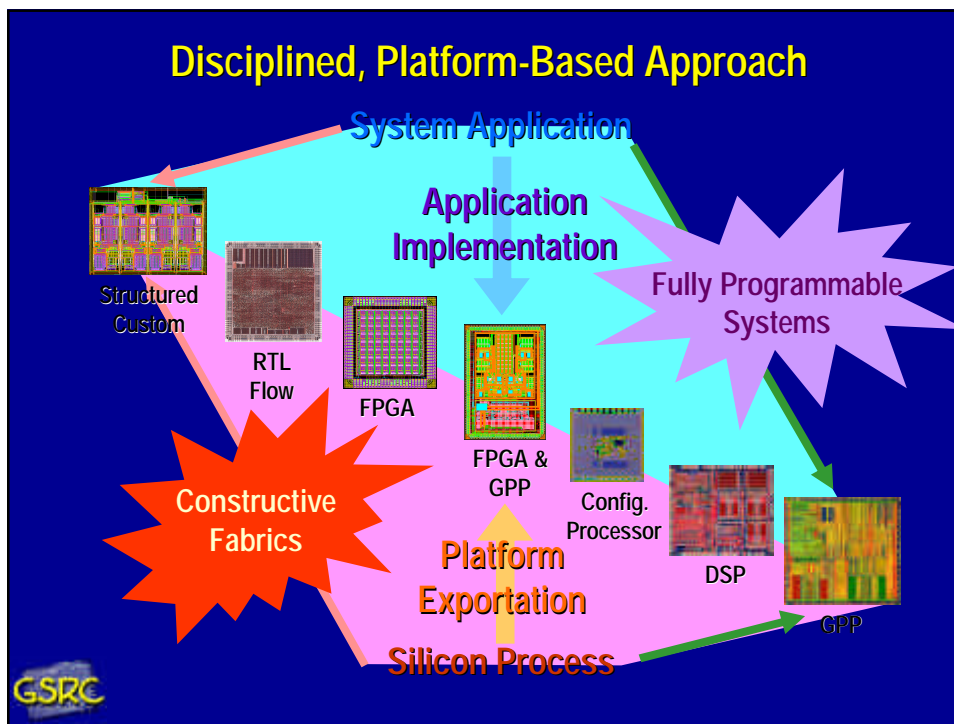 Disciplined, Platform-Based Approach
System Application
Application
Implementation
Fully Programmable
Systems
Structured
Custom
RTL
Flow
FPGA
FPGA &
GPP
Config.
Processor
DSP
GPP
Constructive
Fabrics
Platform
Exportation
Silicon Process
GSRC